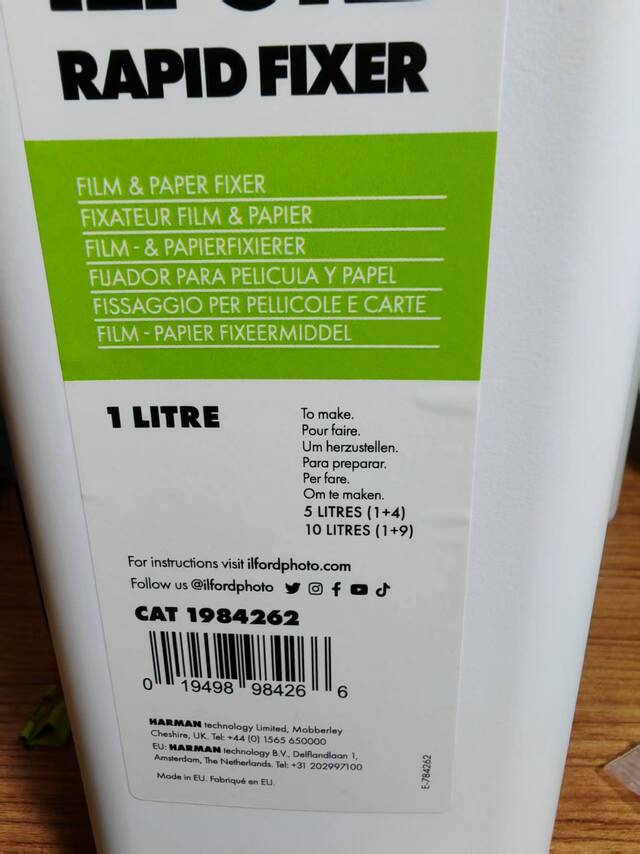 RAPID FIXER
FILM & PAPER FIXER
FIXATEUR FILM & PAPIER
FILM - & PAPIERFIXIERER
FIJADOR PARA PELICULA Y PAPEL
FISSAGGIO PER PELLICOLE E CARTE
FILM - PAPIER FIXEERMIDDEL
1 LITRE
To make.
Pour faire.
Um herzustellen.
Para preparar.
Per fare.
Om te maken.
5 LITRES (1+4)
10 LITRES (1+9)
For instructions visit ilfordphoto.com
Follow us @ilfordphoto
CAT 1984262
0 19498 98426 6
HARMAN technology Limited, Mobberley
Cheshire, UK. Tel: +44 (0) 1565 650000
EU: HARMAN technology B.V., Delflandlaan 1,
Amsterdam, The Netherlands. Tel: +31 202997100
Made in EU. Fabriqué en EU.
E-784262